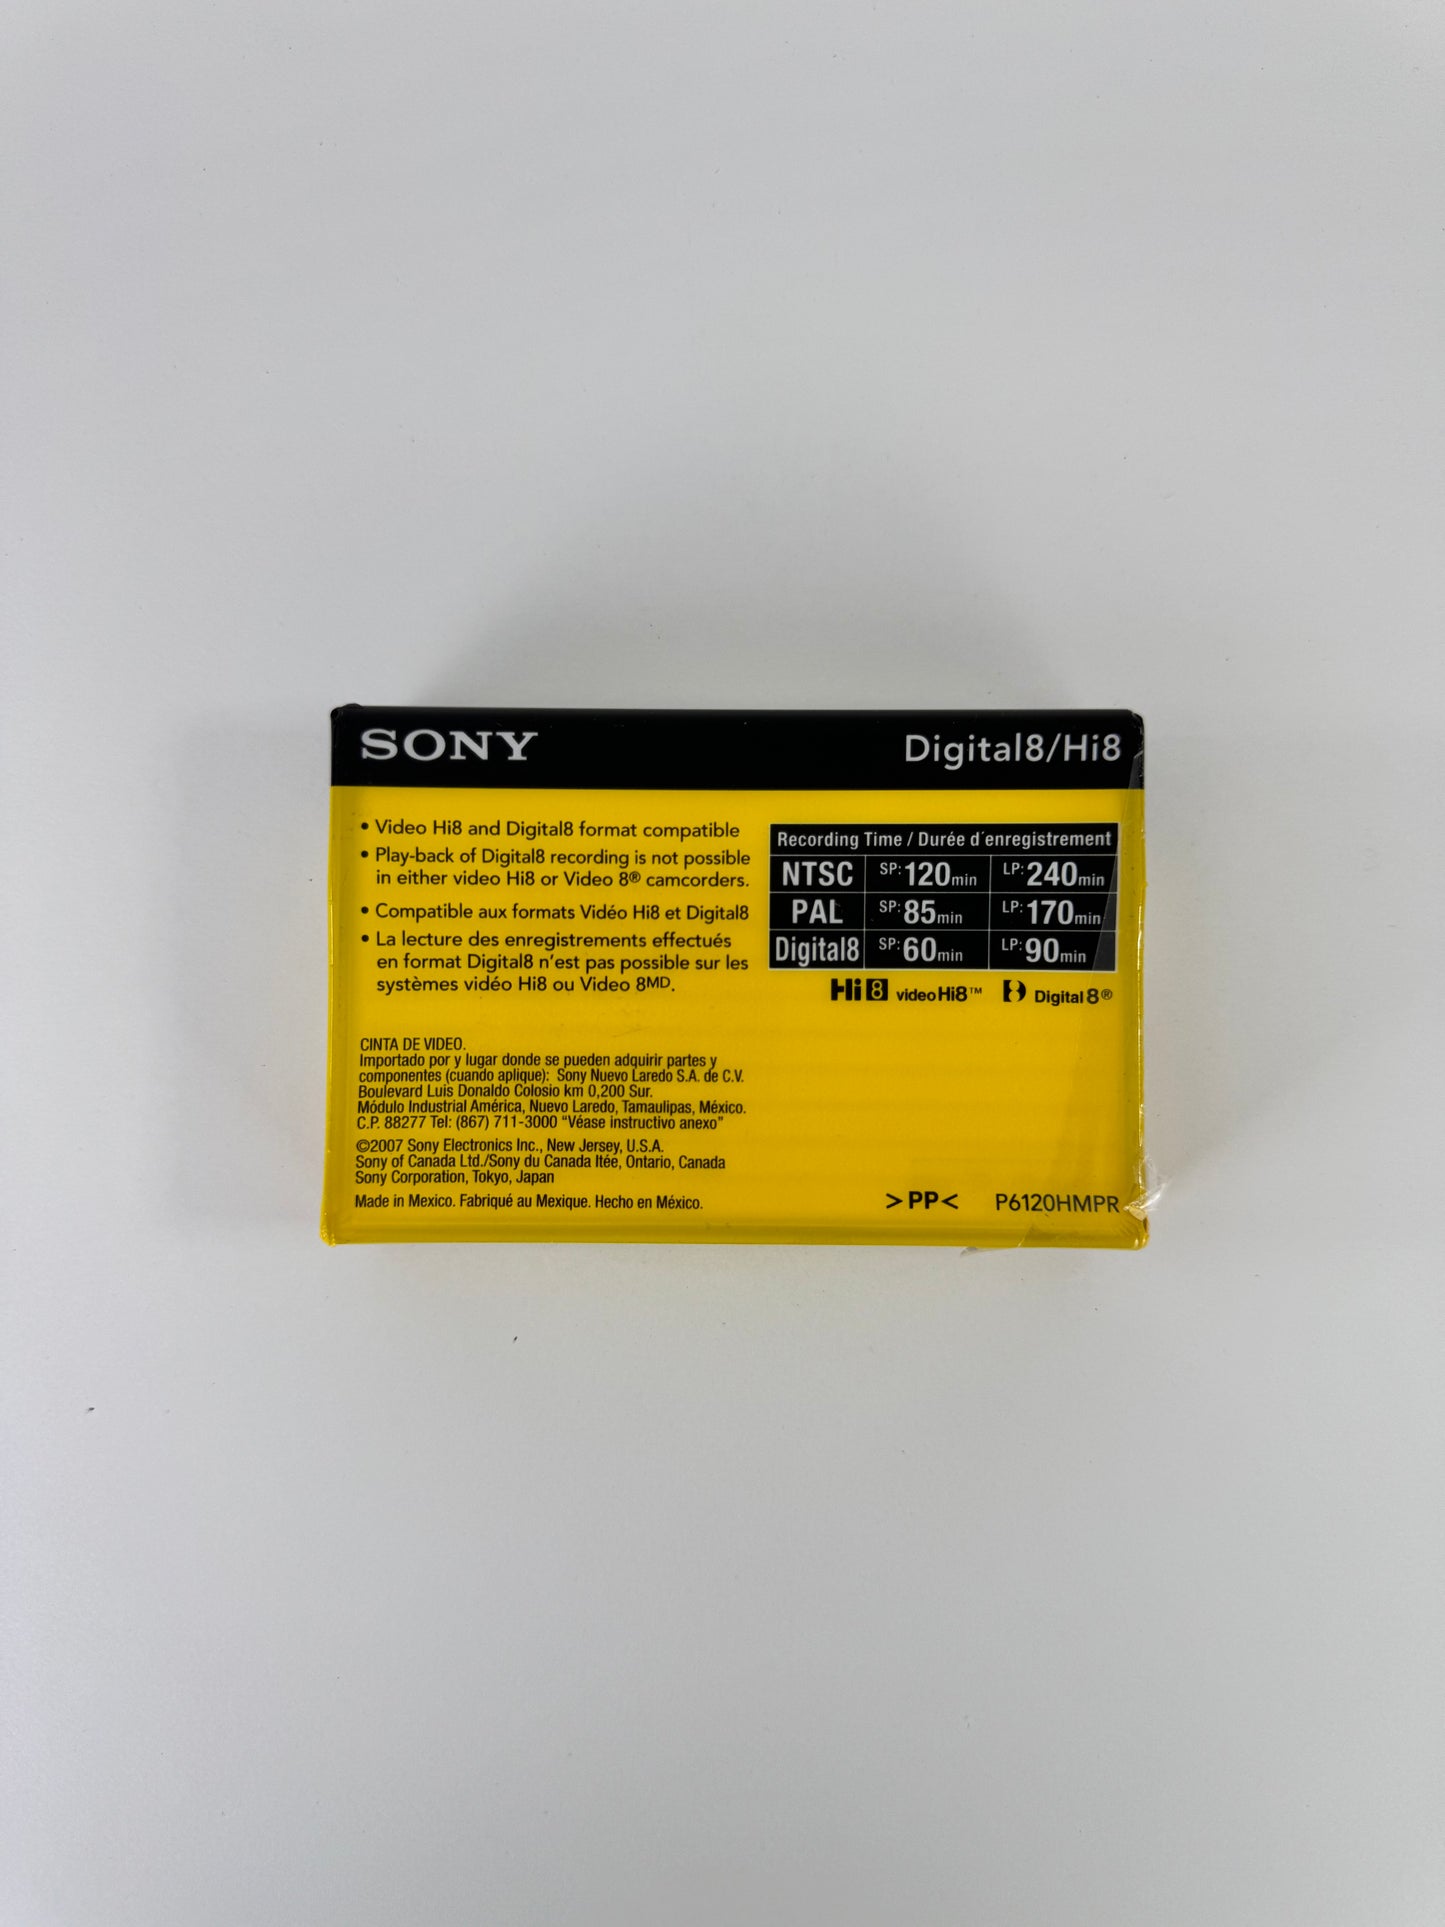 SONY
Digital8/Hi8
• Video Hi8 and Digital8 format compatible
• Play-back of Digital8 recording is not possible
in either video Hi8 or Video 8® camcorders.
• Compatible aux formats Vidéo Hi8 et Digital8
• La lecture des enregistrements effectués
en format Digital8 n'est pas possible sur les
systèmes vidéo Hi8 ou Video 8MD.
Recording Time / Durée d´enregistrement
NTSC SP: 120min LP: 240min
PAL SP: 85min LP: 170min
Digital8 SP: 60min LP: 90min
Hi8 video Hi8™ Digital 8®
CINTA DE VIDEO.
Importado por y lugar donde se pueden adquirir partes y
componentes (cuando aplique): Sony Nuevo Laredo S.A. de C.V.
Boulevard Luis Donaldo Colosio km 0,200 Sur.
Módulo Industrial América, Nuevo Laredo, Tamaulipas, México.
C.P. 88277 Tel: (867) 711-3000 "Véase instructivo anexo"
©2007 Sony Electronics Inc., New Jersey, U.S.A.
Sony of Canada Ltd./Sony du Canada ltée, Ontario, Canada
Sony Corporation, Tokyo, Japan
Made in Mexico. Fabriqué au Mexique. Hecho en México.
>PP<
P6120HMPR